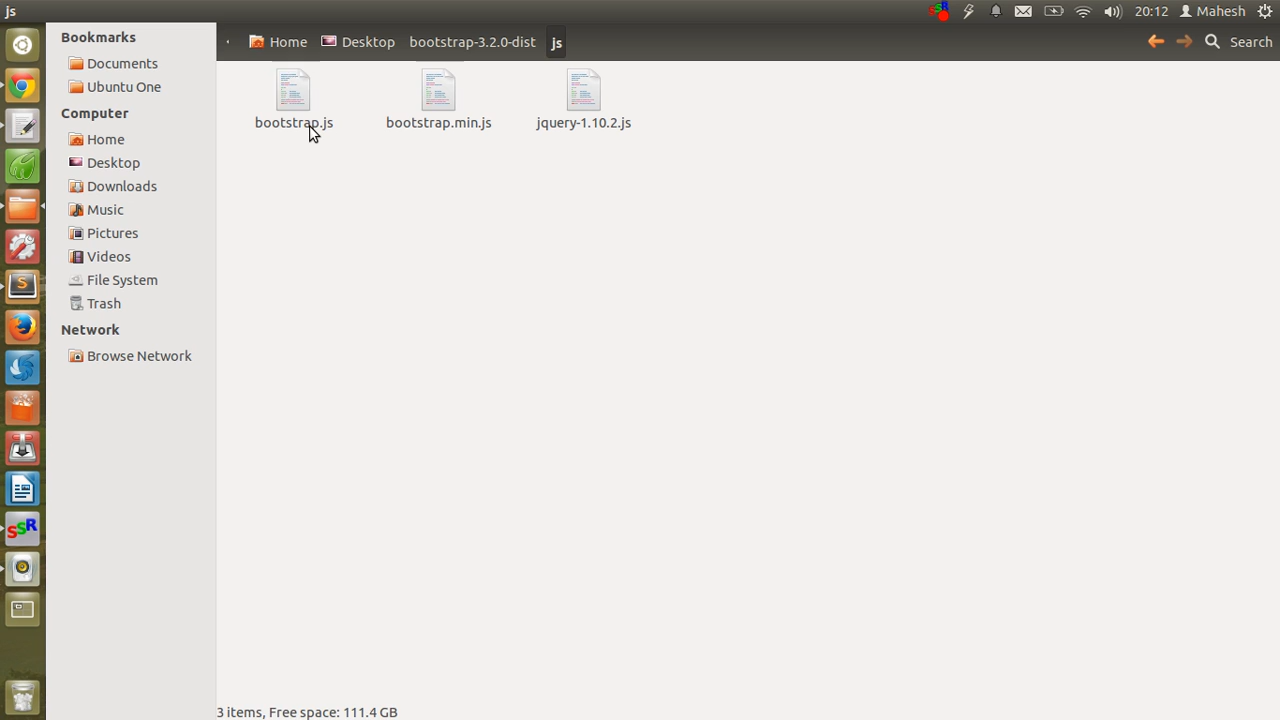 js
20:12 Mahesh
Home Desktop bootstrap-3.2.0-dist js Search
Bookmarks
Documents
Ubuntu One
Computer
Home
Desktop
Downloads
Music
Pictures
Videos
File System
Trash
Network
Browse Network
bootstrap.js bootstrap.min.js jquery-1.10.2.js
S
SSR
3 items, Free space: 111.4 GB